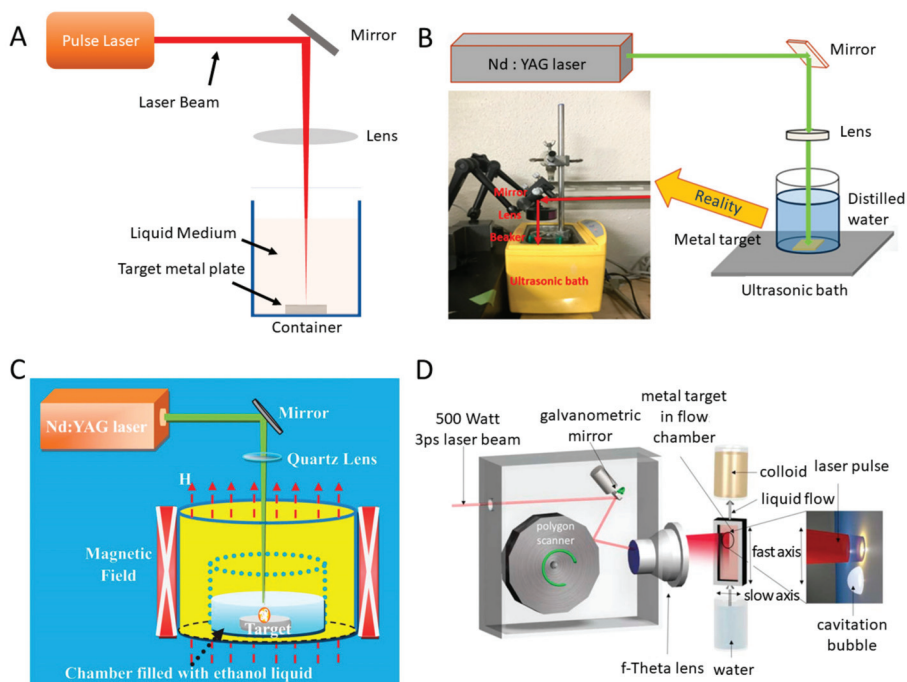 A
Pulse Laser
Mirror
Laser Beam
Lens
Liquid Medium
Target metal plate
Container
B
Nd : YAG laser
Mirror
Lens
Distilled
water
Reality
Metal target
Ultrasonic bath
Mirror
Lens
Beaker
Ultrasonic bath
C
Nd:YAG laser
Mirror
Quartz Lens
H
Magnetic
Field
Target
Chamber filled with ethanol liquid
D
500 Watt
3ps laser beam
galvanometric
mirror
metal target
in flow
chamber
colloid
laser pulse
liquid flow
polygon
scanner
fast axis
slow axis
cavitation
bubble
f-Theta lens
water